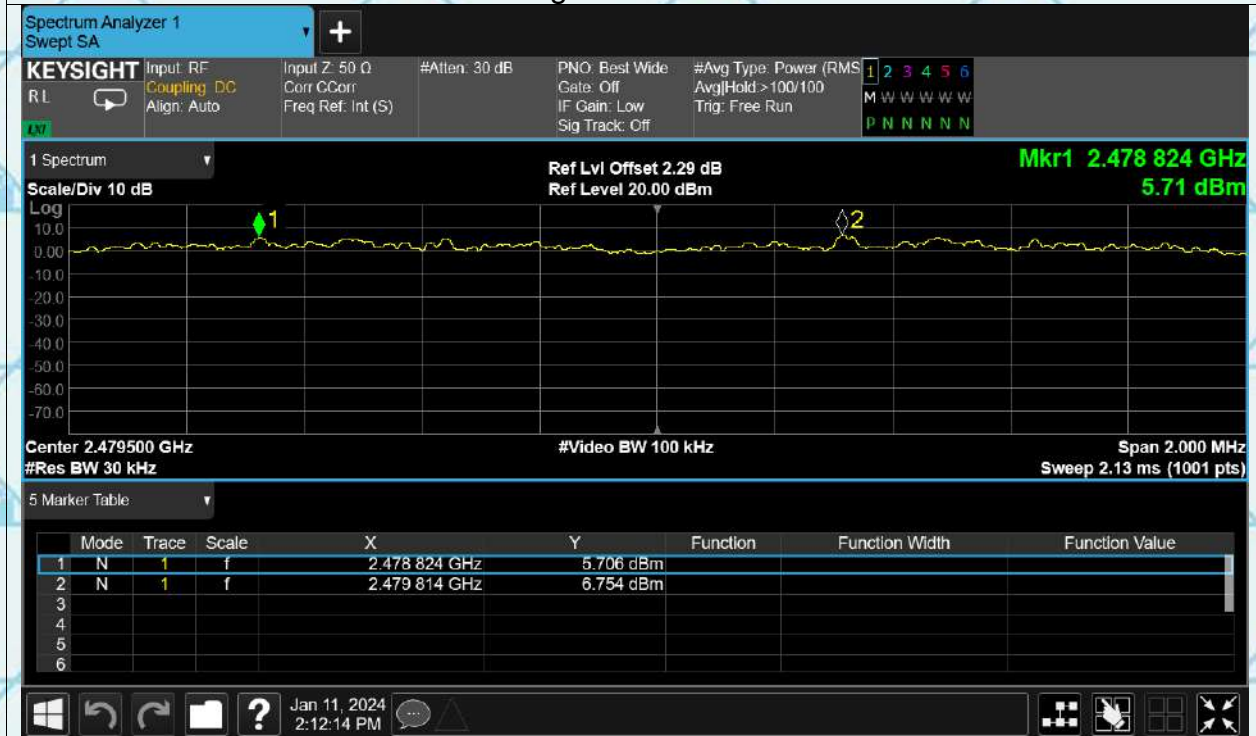 Spectrum Analyzer 1
Swept SA
+
KEYSIGHT
RL
LXI
Input: RF
Coupling: DC
Align: Auto
Input Z: 50 Ω
Corr CCorr
Freq Ref: Int (S)
#Atten: 30 dB
PNO: Best Wide
Gate: Off
IF Gain: Low
Sig Track: Off
#Avg Type: Power (RMS
Avg|Hold:>100/100
Trig: Free Run
1 2 3 4 5 6
M W W W W W
P N N N N N
1 Spectrum
Scale/Div 10 dB
Ref Lvl Offset 2.29 dB
Ref Level 20.00 dBm
Mkr1 2.478 824 GHz
5.71 dBm
Log
1
2
10.0
0.00
-10.0
-20.0
-30.0
-40.0
-50.0
-60.0
-70.0
Center 2.479500 GHz
#Video BW 100 kHz
Span 2.000 MHz
#Res BW 30 kHz
Sweep 2.13 ms (1001 pts)
5 Marker Table
Mode Trace Scale X Y Function Function Width Function Value
1 N 1 f 2.478 824 GHz 5.706 dBm
2 N 1 f 2.479 814 GHz 6.754 dBm
3
4
5
6
?
Jan 11, 2024
2:12:14 PM